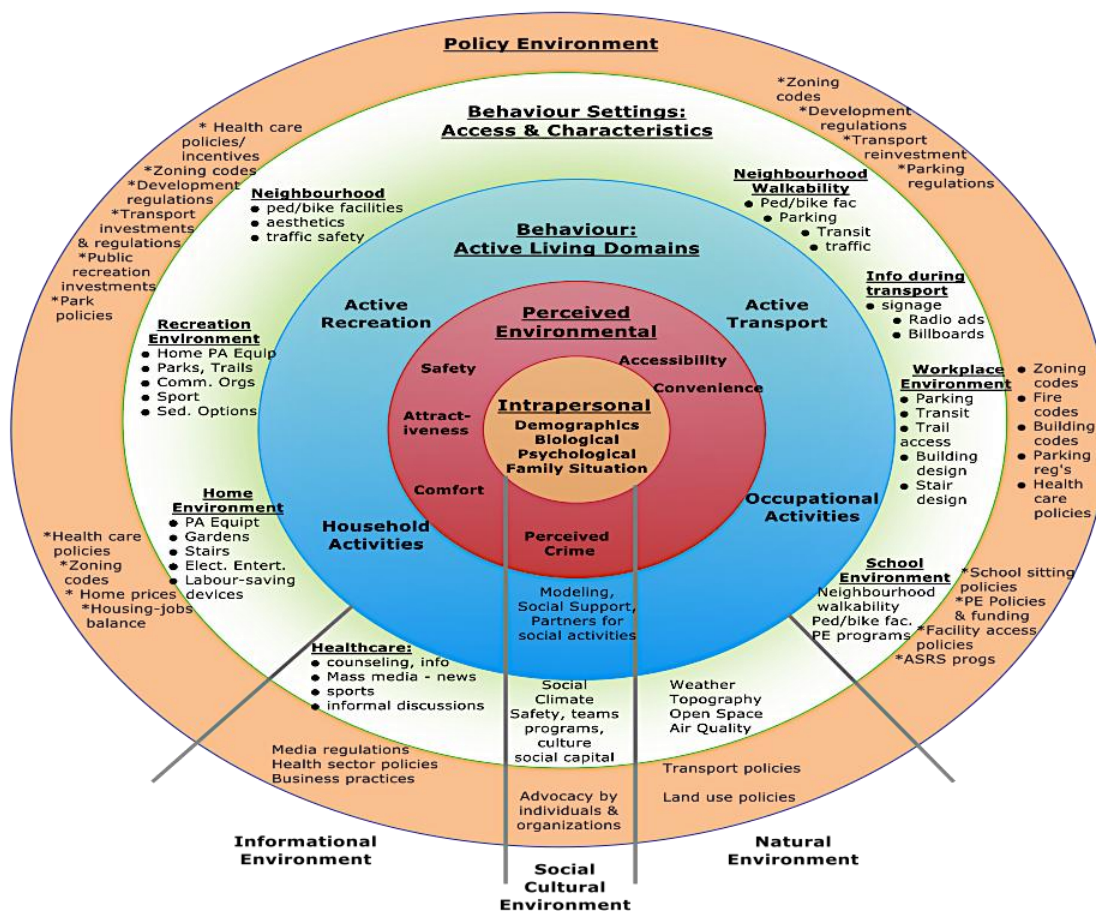 Policy Environment
Behaviour Settings:
Access & Characteristics
* Health care
policies/
incentives
*Zoning codes
*Development
regulations
*Transport
investments
& regulations
*Public
recreation
investments
*Park
policies
*Zoning
codes
*Development
regulations
*Transport
reinvestment
*Parking
regulations
Neighbourhood
● ped/bike facilities
● aesthetics
● traffic safety
Neighbourhood
Walkability
● Ped/bike fac
● Parking
● Transit
● traffic
Behaviour:
Active Living Domains
Active
Recreation
Active
Transport
Info during
transport
● signage
● Radio ads
● Billboards
Recreation
Environment
● Home PA Equip
● Parks, Trails
● Comm. Orgs
● Sport
● Sed. Options
Perceived
Environmental
Safety
Accessibility
Convenience
Attract-
iveness
Comfort
Perceived
Crime
Intrapersonal
Demographics
Biological
Psychological
Family Situation
Workplace
Environment
● Parking
● Transit
● Trail
access
● Building
design
● Stair
design
● Zoning
codes
● Fire
codes
● Building
codes
● Parking
reg's
● Health
care
policies
Home
Environment
● PA Equipt
● Gardens
● Stairs
● Elect. Entert.
● Labour-saving
devices
Household
Activities
Occupational
Activities
*Health care
policies
*Zoning
codes
* Home prices
*Housing-jobs
balance
School
Environment
Neighbourhood
walkability
Ped/bike fac.
PE programs
*School sitting
policies
*PE Policies
& funding
*Facility access
policies
*ASRS progs
Modeling,
Social Support,
Partners for
social activities
Healthcare:
● counseling, info
● Mass media - news
● sports
● informal discussions
Social
Climate
Safety, teams
programs,
culture
social capital
Weather
Topography
Open Space
Air Quality
Media regulations
Health sector policies
Business practices
Advocacy by
individuals &
organizations
Transport policies
Land use policies
Informational
Environment
Social
Cultural
Environment
Natural
Environment